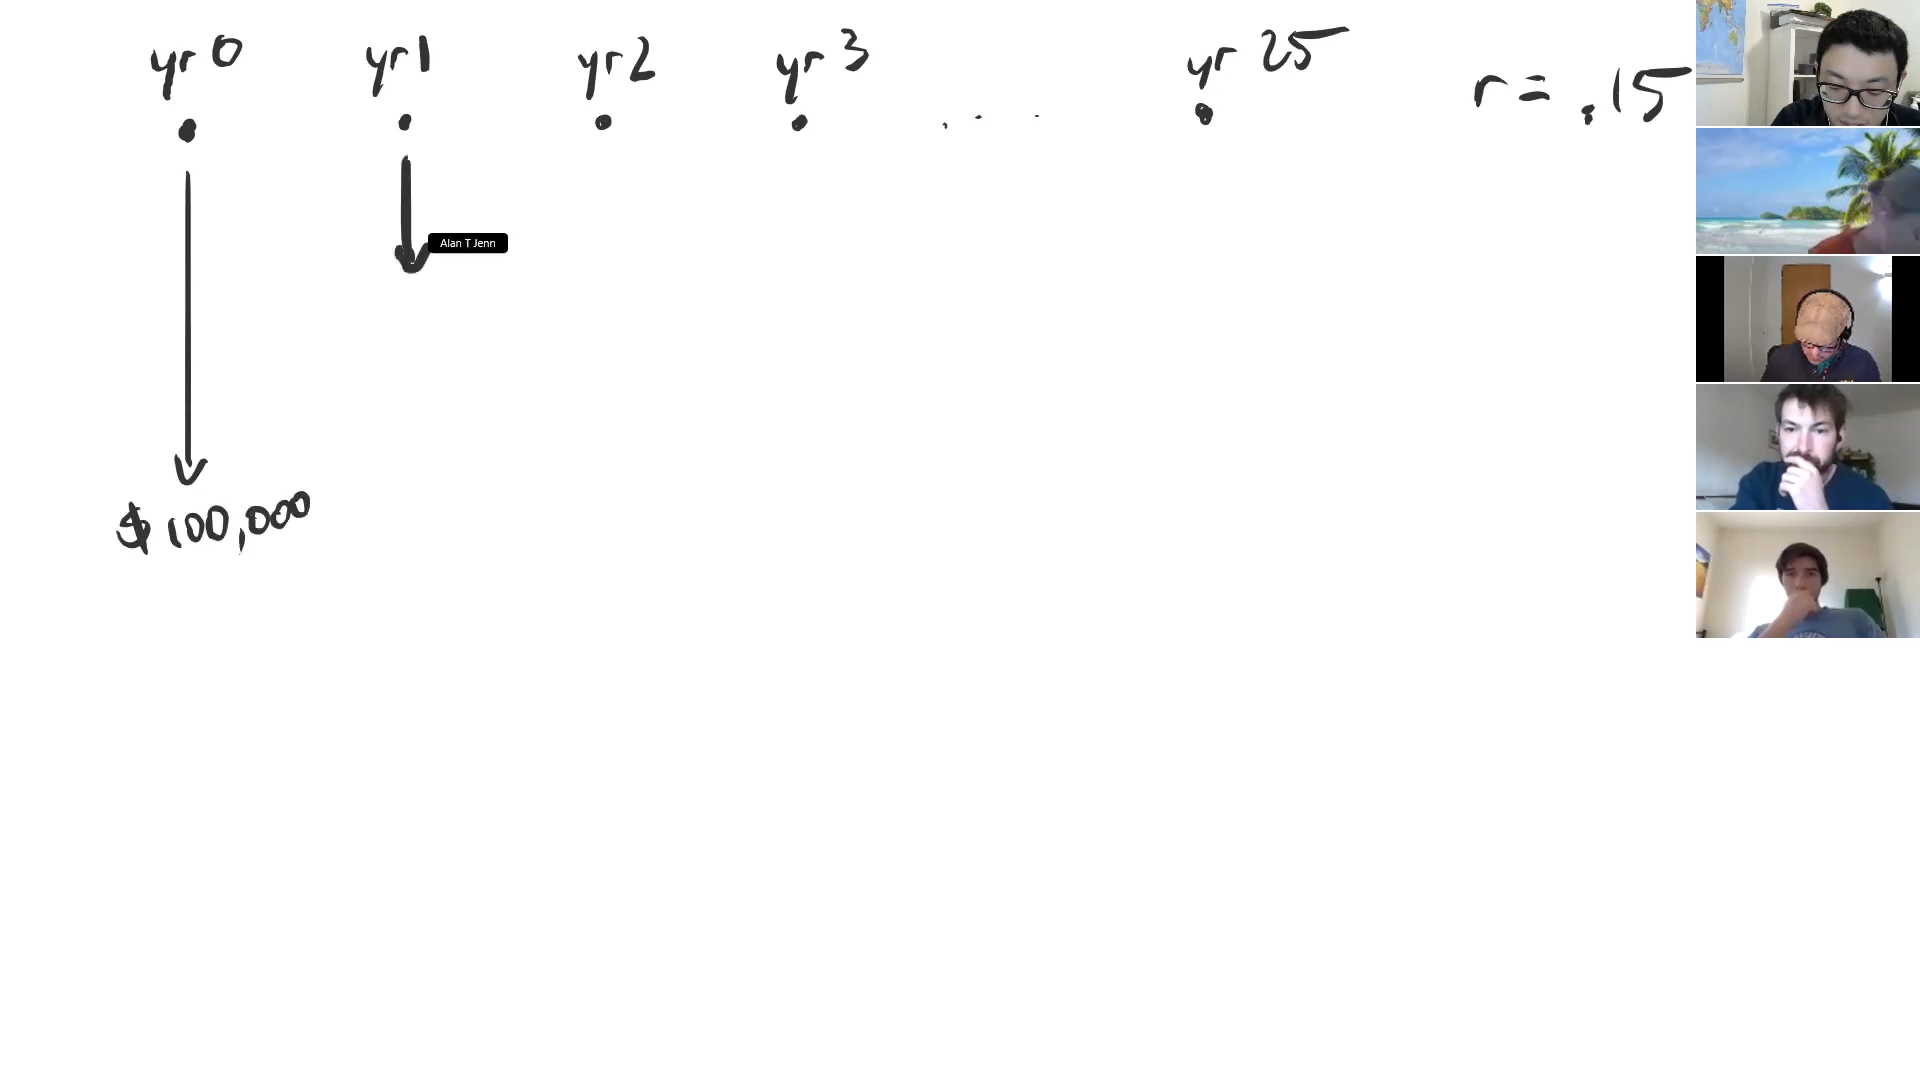 yr 0 yr 1 yr 2 yr 3 . . . yr 25 r = .15
Alan T Jenn
$ 100,000